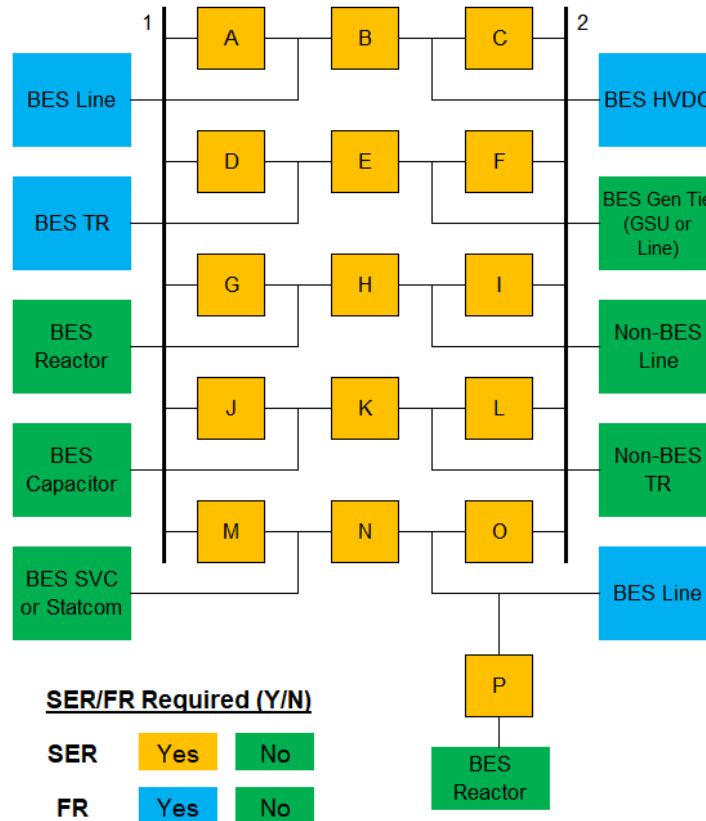 1
A
B
C
2
BES Line
BES HVDC
D
E
F
BES TR
BES Gen Tie
(GSU or
Line)
G
H
I
BES
Reactor
Non-BES
Line
J
K
L
BES
Capacitor
Non-BES
TR
M
N
O
BES SVC
or Statcom
BES Line
P
SER/FR Required (Y/N)
SER Yes No
BES
Reactor
FR Yes No